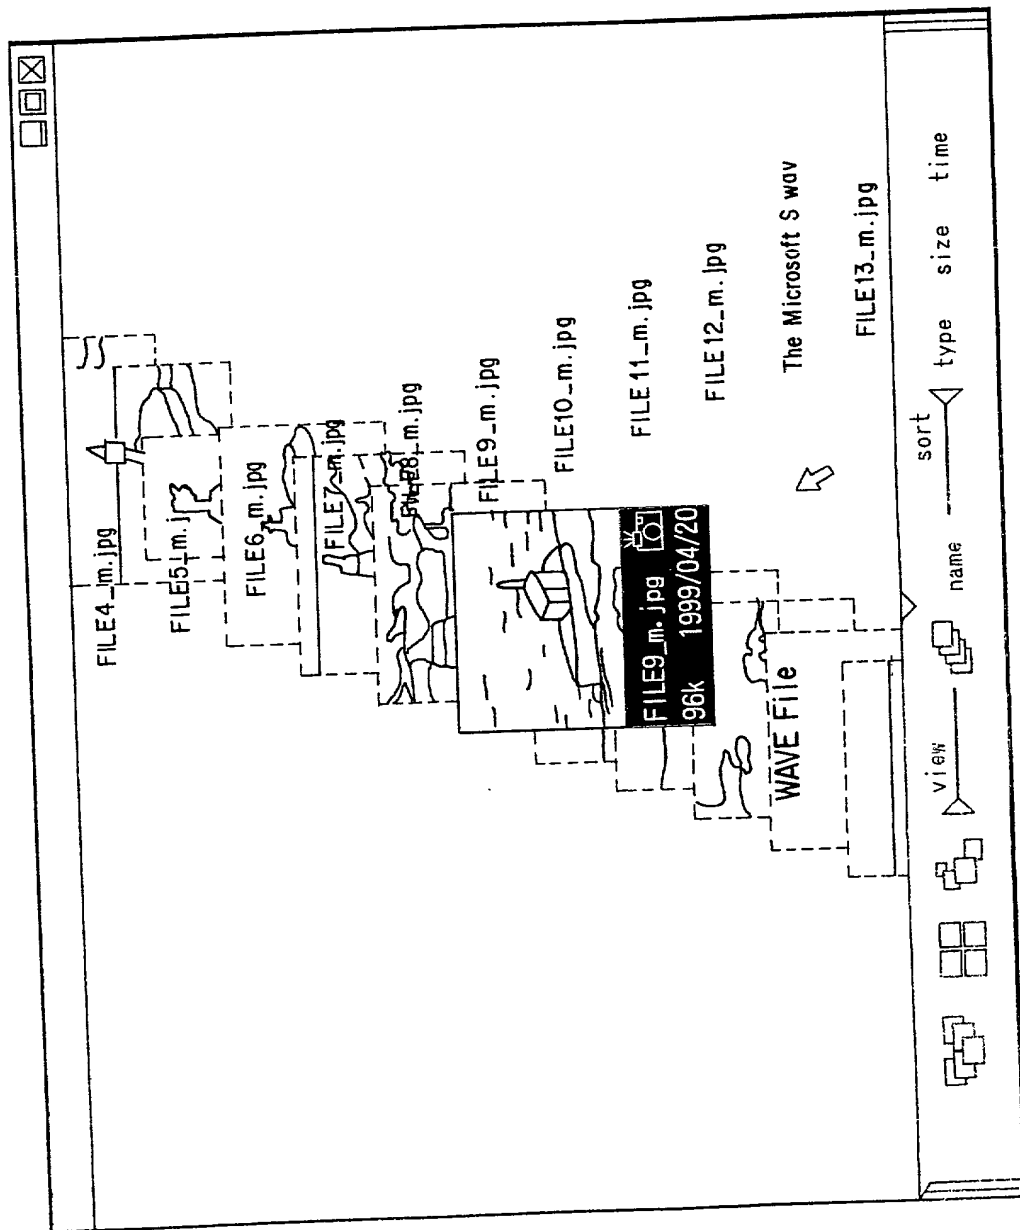 FILE4_m.jpg
FILE5_m.j
FILE6_m.jpg
FILE7_m.jpg
FILE8_m.jpg
FILE9_m.jpg
FILE10_m.jpg
FILE11_m.jpg
FILE12_m.jpg
The Microsoft S wav
FILE13_m.jpg
FILE9_m.jpg
96k 1999/04/20
WAVE File
view name sort type size time